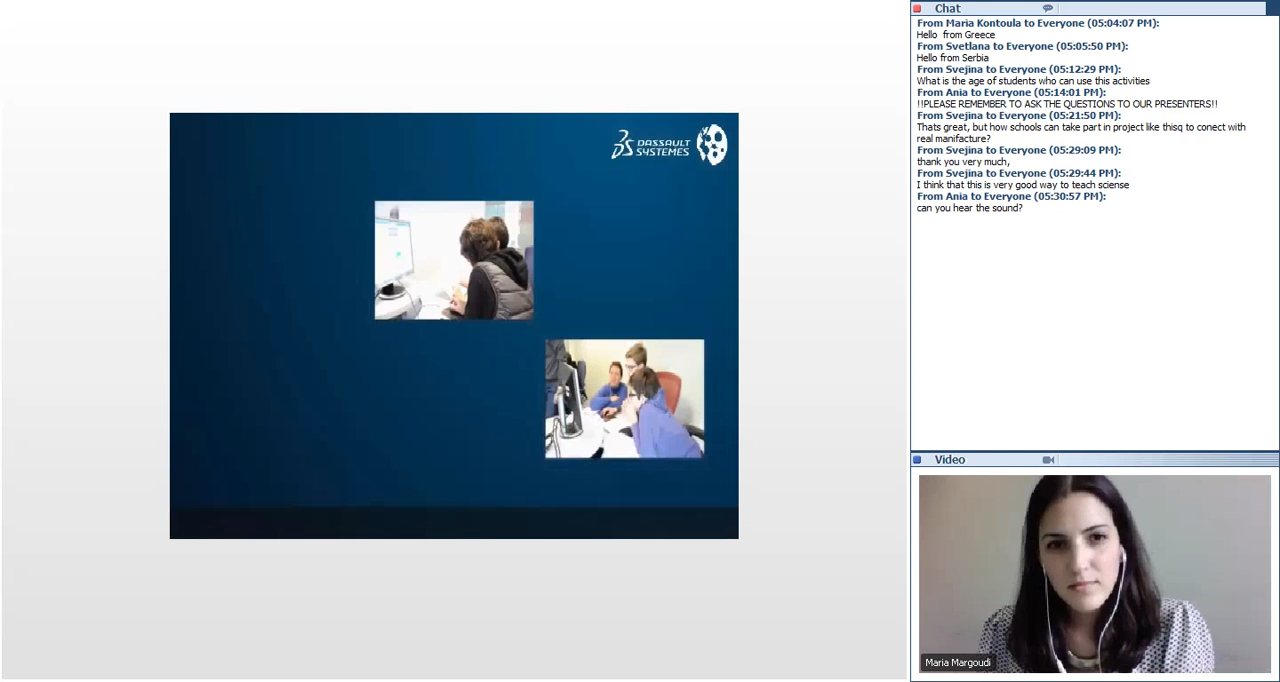 DASSAULT
SYSTEMES
Chat
From Maria Kontoula to Everyone (05:04:07 PM):
Hello from Greece
From Svetlana to Everyone (05:05:50 PM):
Hello from Serbia
From Svejina to Everyone (05:12:29 PM):
What is the age of students who can use this activities
From Ania to Everyone (05:14:01 PM):
!!PLEASE REMEMBER TO ASK THE QUESTIONS TO OUR PRESENTERS!!
From Svejina to Everyone (05:21:50 PM):
Thats great, but how schools can take part in project like thisq to conect with
real manifacture?
From Svejina to Everyone (05:29:09 PM):
thank you very much,
From Svejina to Everyone (05:29:44 PM):
I think that this is very good way to teach sciense
From Ania to Everyone (05:30:57 PM):
can you hear the sound?
Video
Maria Margoudi